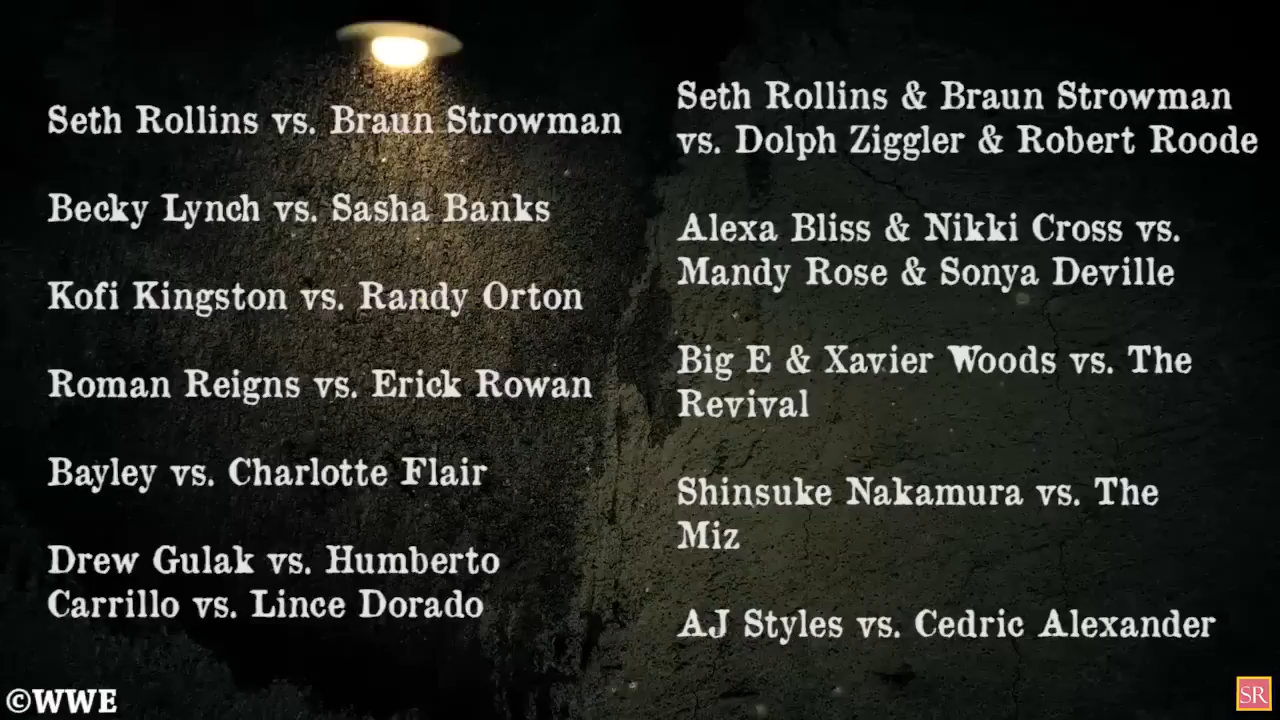 Seth Rollins vs. Braun Strowman
Becky Lynch vs. Sasha Banks
Kofi Kingston vs. Randy Orton
Roman Reigns vs. Erick Rowan
Bayley vs. Charlotte Flair
Drew Gulak vs. Humberto
Carrillo vs. Lince Dorado
Seth Rollins & Braun Strowman
vs. Dolph Ziggler & Robert Roode
Alexa Bliss & Nikki Cross vs.
Mandy Rose & Sonya Deville
Big E & Xavier Woods vs. The
Revival
Shinsuke Nakamura vs. The
Miz
AJ Styles vs. Cedric Alexander
©WWE
SR